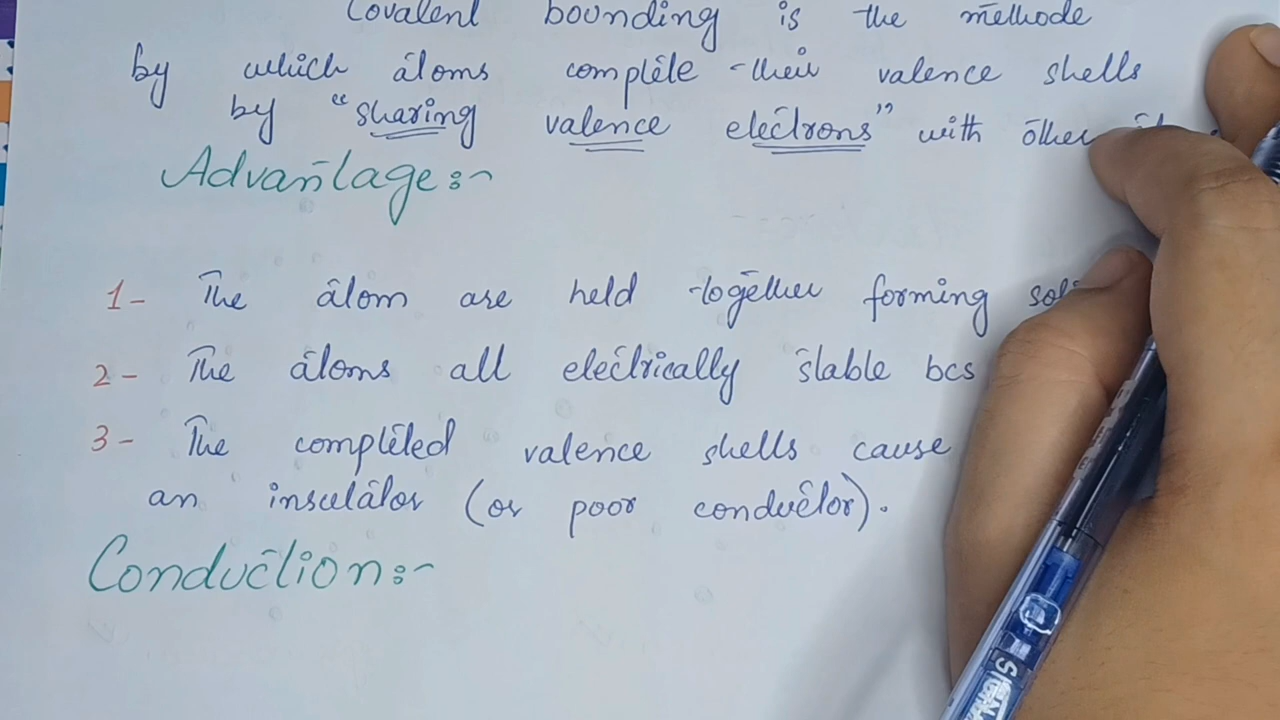 Covalent bounding is the methode
by which atoms complete their valence shells
by "sharing valence electrons" with other
Advantage:-
1- The atom are held together forming
2- The atoms all electrically stable bcs
3- The completed valence shells cause
an insulator (or poor conductor).
Conduction:-